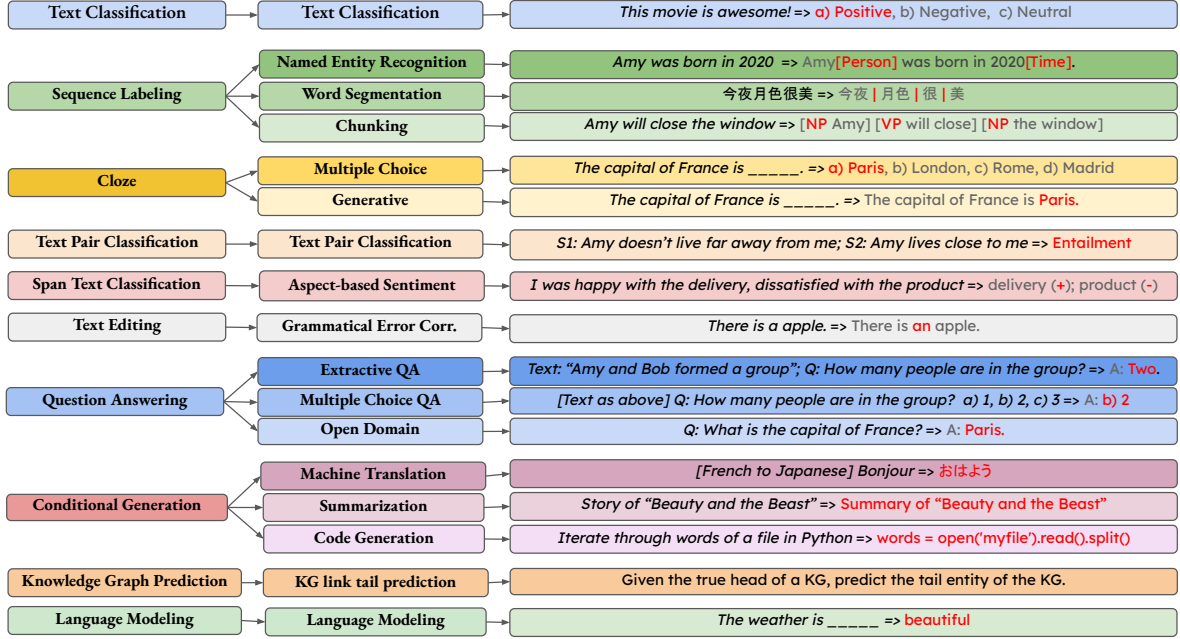 Text Classification
Text Classification
This movie is awesome! => a) Positive, b) Negative, c) Neutral
Sequence Labeling
Named Entity Recognition
Amy was born in 2020 => Amy[Person] was born in 2020[Time].
Word Segmentation
今夜月色很美 => 今夜 | 月色 | 很 | 美
Chunking
Amy will close the window => [NP Amy] [VP will close] [NP the window]
Cloze
Multiple Choice
The capital of France is _____. => a) Paris, b) London, c) Rome, d) Madrid
Generative
The capital of France is _____. => The capital of France is Paris.
Text Pair Classification
Text Pair Classification
S1: Amy doesn't live far away from me; S2: Amy lives close to me => Entailment
Span Text Classification
Aspect-based Sentiment
I was happy with the delivery, dissatisfied with the product => delivery (+); product (-)
Text Editing
Grammatical Error Corr.
There is a apple. => There is an apple.
Question Answering
Extractive QA
Text: “Amy and Bob formed a group”; Q: How many people are in the group? => A: Two.
Multiple Choice QA
[Text as above] Q: How many people are in the group? a) 1, b) 2, c) 3 => A: b) 2
Open Domain
Q: What is the capital of France? => A: Paris.
Conditional Generation
Machine Translation
[French to Japanese] Bonjour => おはよう
Summarization
Story of “Beauty and the Beast” => Summary of “Beauty and the Beast”
Code Generation
Iterate through words of a file in Python => words = open('myfile').read().split()
Knowledge Graph Prediction
KG link tail prediction
Given the true head of a KG, predict the tail entity of the KG.
Language Modeling
Language Modeling
The weather is _____ => beautiful